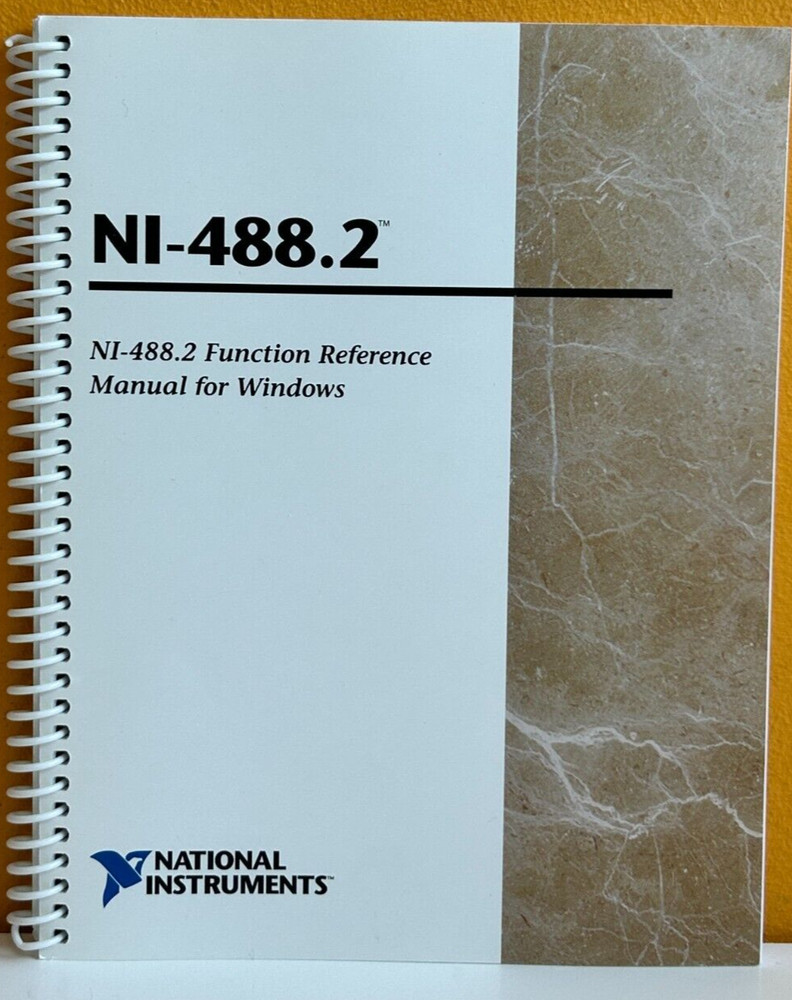 NI-488.2™
NI-488.2 Function Reference
Manual for Windows
NATIONAL
INSTRUMENTS™